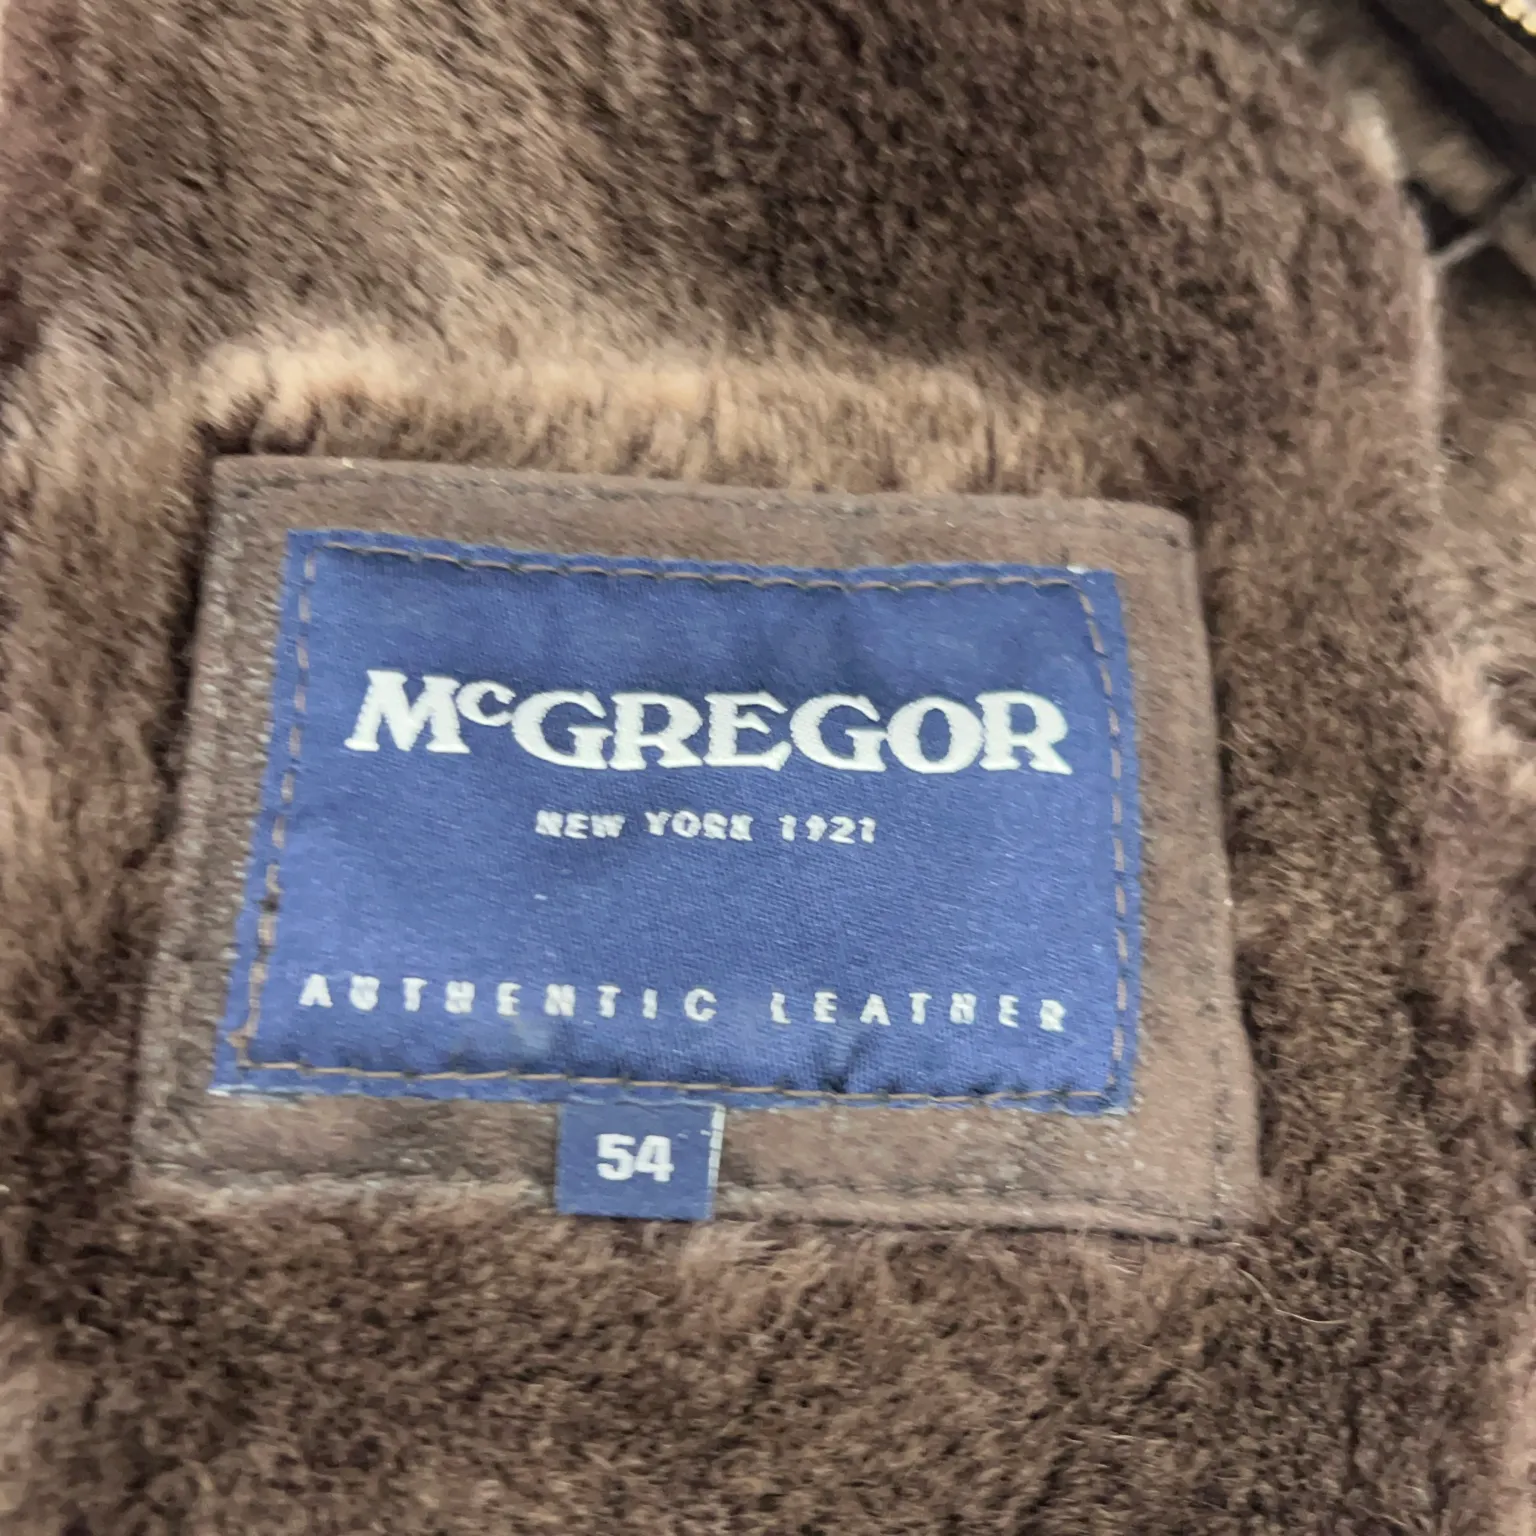 McGREGOR
NEW YORK 1921
AUTHENTIC LEATHER
54